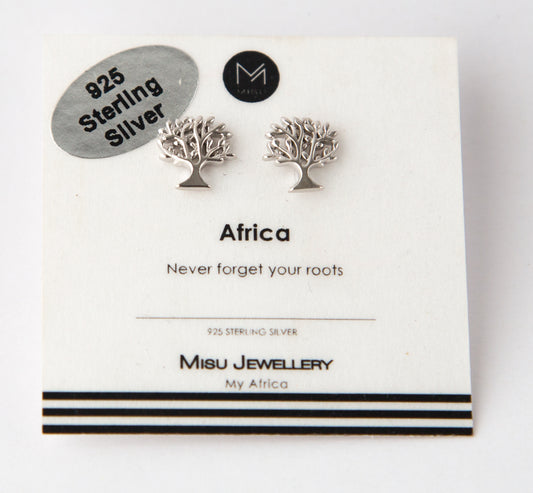 925
Sterling
Silver
Africa
Never forget your roots
925 STERLING SILVER
MISU JEWELLERY
My Africa